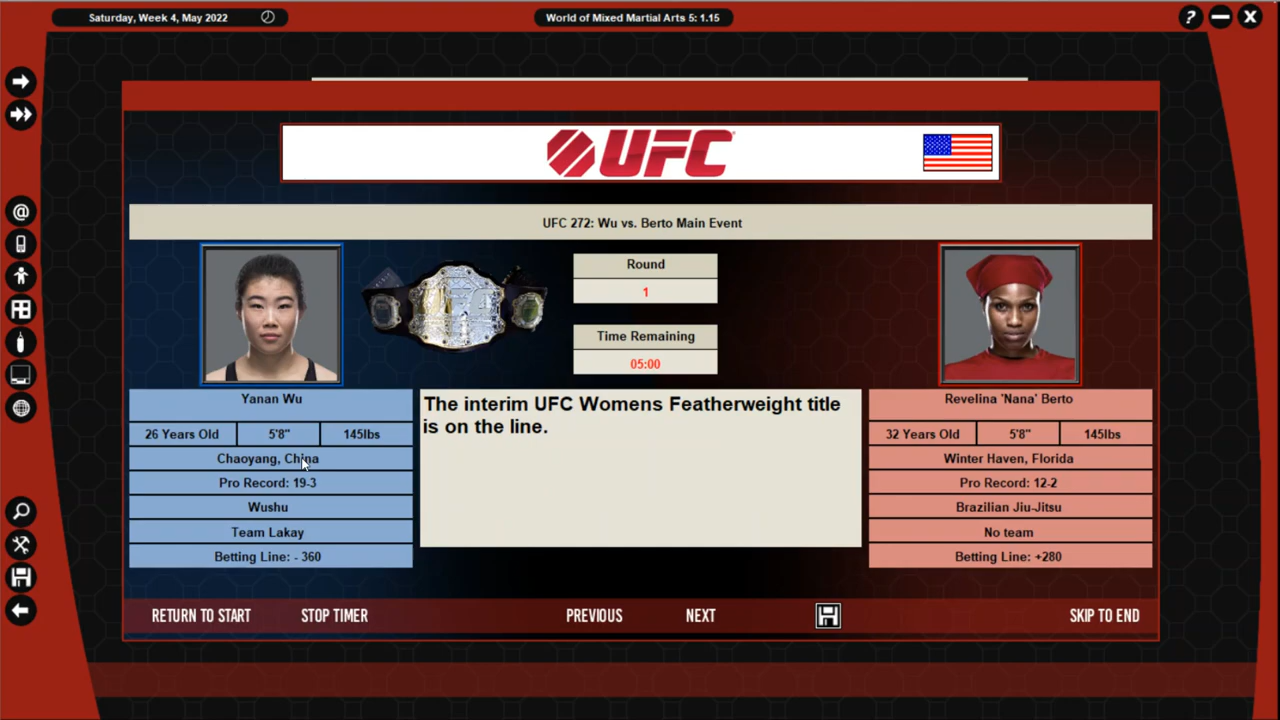 Saturday, Week 4, May 2022
World of Mixed Martial Arts 5: 1.15
?
X
UFC
UFC 272: Wu vs. Berto Main Event
Round
1
Time Remaining
05:00
Yanan Wu
26 Years Old 5'8" 145lbs
Chaoyang, China
Pro Record: 19-3
Wushu
Team Lakay
Betting Line: - 360
The interim UFC Womens Featherweight title
is on the line.
Revelina 'Nana' Berto
32 Years Old 5'8" 145lbs
Winter Haven, Florida
Pro Record: 12-2
Brazilian Jiu-Jitsu
No team
Betting Line: +280
@
RETURN TO START STOP TIMER PREVIOUS NEXT SKIP TO END